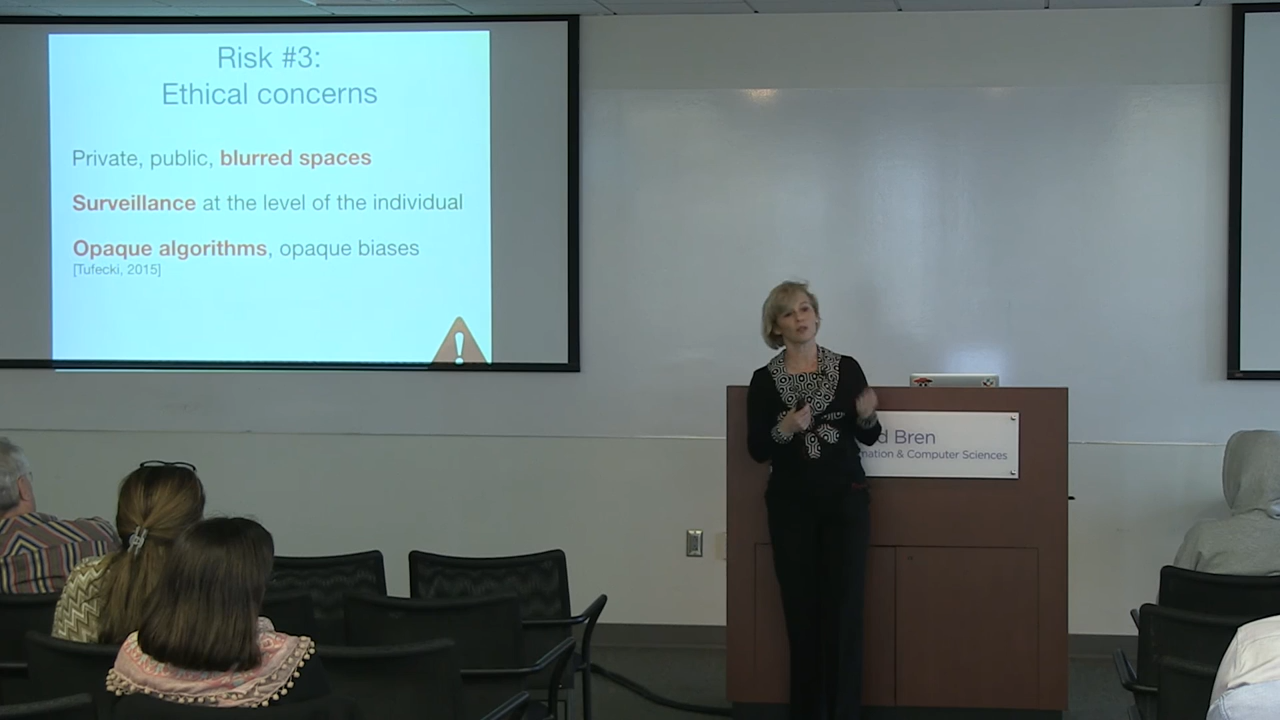 Risk #3:
Ethical concerns
Private, public, blurred spaces
Surveillance at the level of the individual
Opaque algorithms, opaque biases
[Tufecki, 2015]
d Bren
mation & Computer Sciences